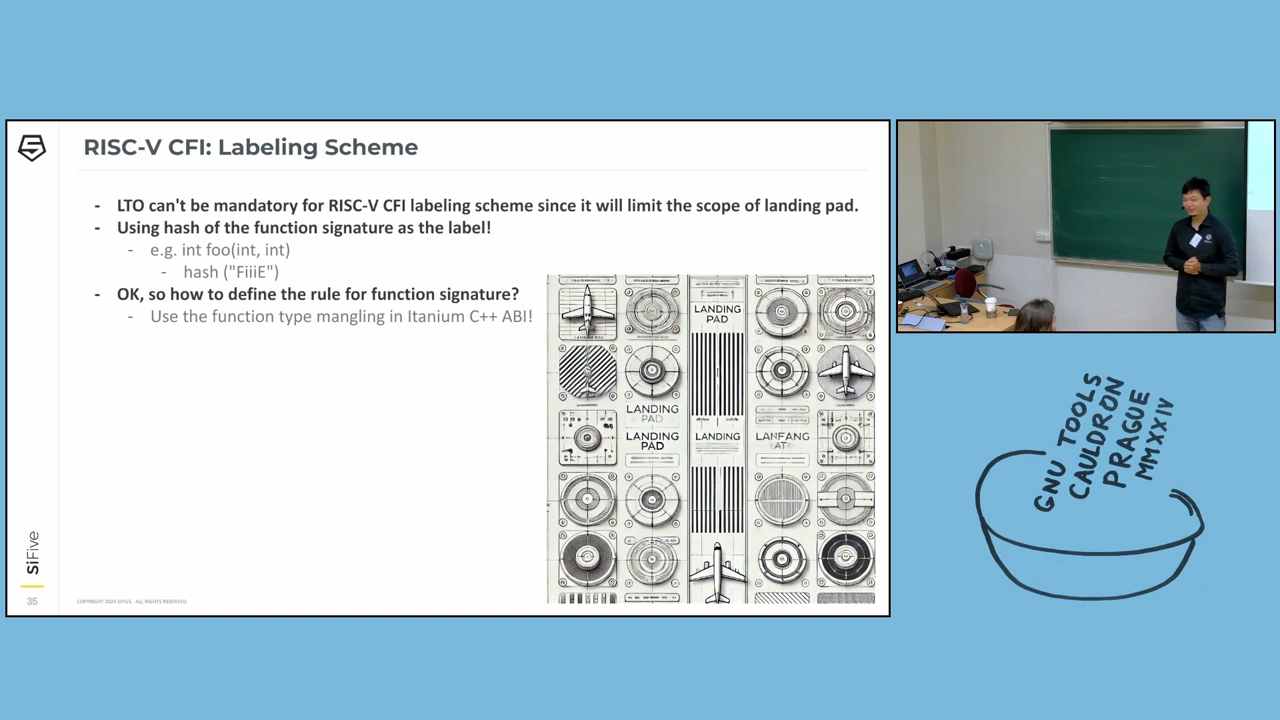 RISC-V CFI: Labeling Scheme
- LTO can't be mandatory for RISC-V CFI labeling scheme since it will limit the scope of landing pad.
- Using hash of the function signature as the label!
- e.g. int foo(int, int)
- hash ("FiiiE")
- OK, so how to define the rule for function signature?
- Use the function type mangling in Itanium C++ ABI!
LANDING
PAD
LANDING
PAD
LANDING
PAD
LANDING
LANFANG
AT
SiFive
35
COPYRIGHT 2024 SIFIVE. ALL RIGHTS RESERVED.
GNU TOOLS
CAULDRON
PRAGUE
MMXXIV